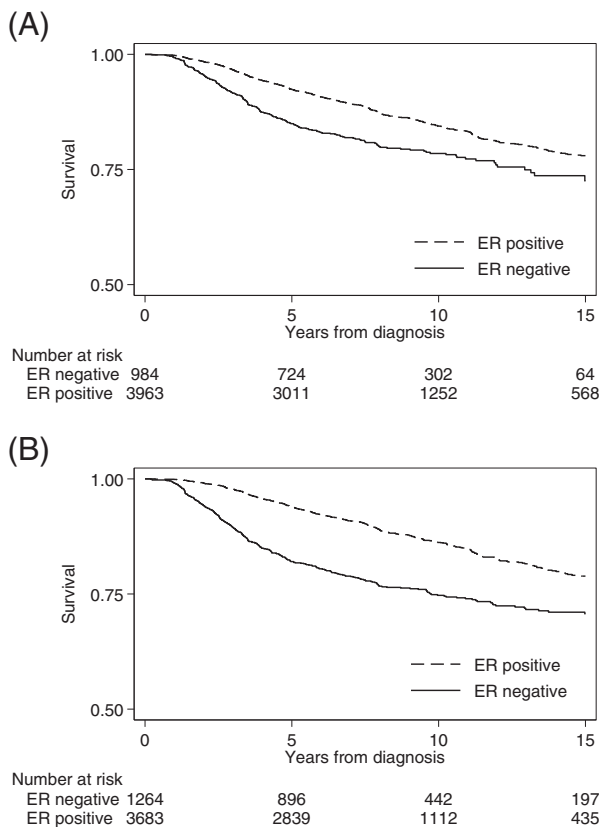 (A)
1.00
0.75
0.50
Survival
ER positive
ER negative
0 5 10 15
Years from diagnosis
Number at risk
ER negative 984 724 302 64
ER positive 3963 3011 1252 568
(B)
1.00
0.75
0.50
Survival
ER positive
ER negative
0 5 10 15
Years from diagnosis
Number at risk
ER negative 1264 896 442 197
ER positive 3683 2839 1112 435